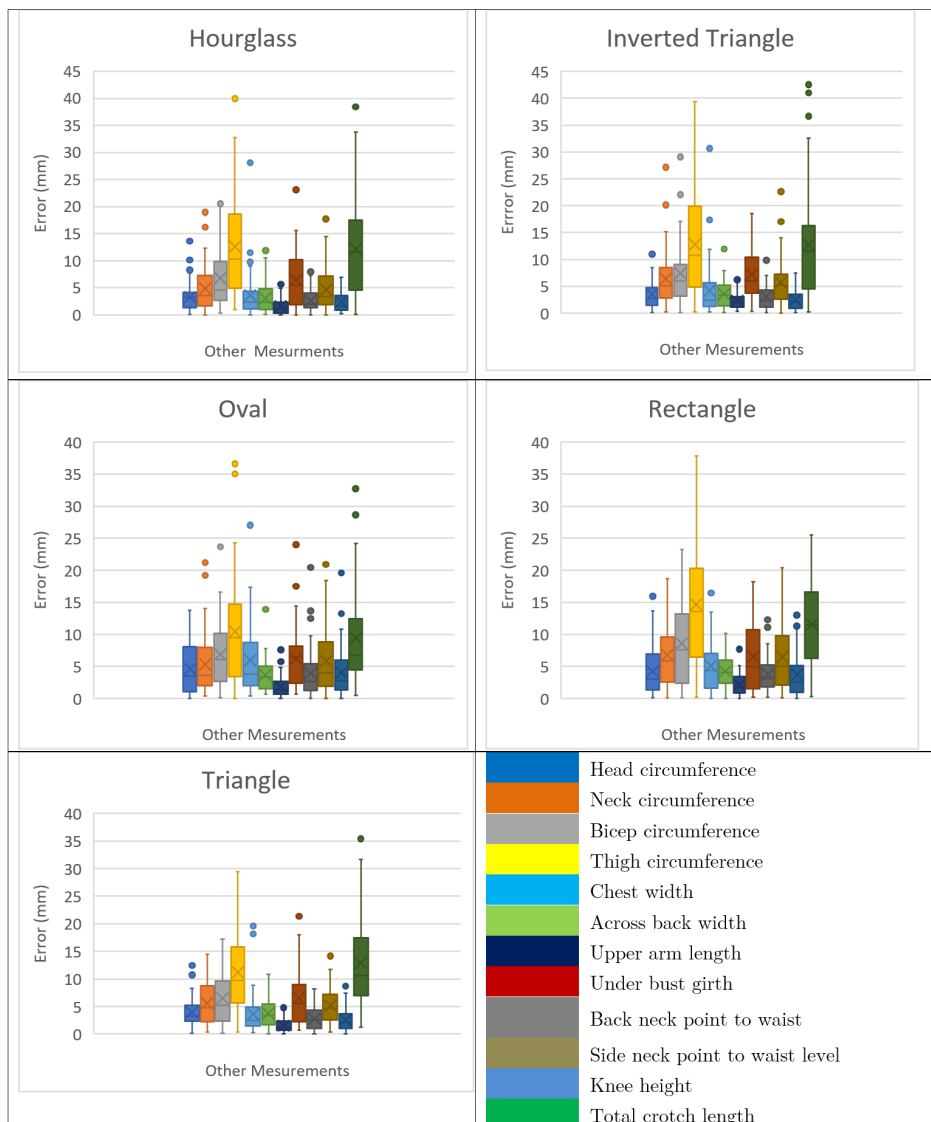 Hourglass
45
40
35
30
25
20
15
10
5
0
Error (mm)
Other Mesurments
Inverted Triangle
45
40
35
30
25
20
15
10
5
0
Errror (mm)
Other Mesurements
Oval
40
35
30
25
20
15
10
5
0
Error (mm)
Other Mesurements
Rectangle
40
35
30
25
20
15
10
5
0
Error (mm)
Other Mesurements
Triangle
40
35
30
25
20
15
10
5
0
Error (mm)
Other Mesurements
Head circumference
Neck circumference
Bicep circumference
Thigh circumference
Chest width
Across back width
Upper arm length
Under bust girth
Back neck point to waist
Side neck point to waist level
Knee height
Total crotch length